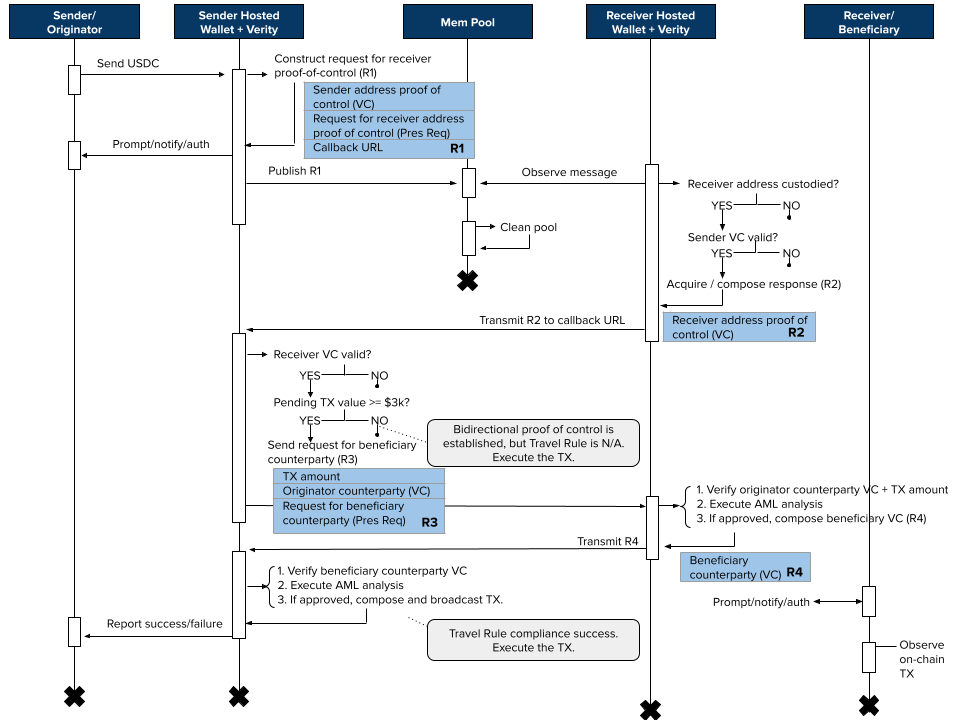 Sender/
Originator
Sender Hosted
Wallet + Verity
Mem Pool
Receiver Hosted
Wallet + Verity
Receiver/
Beneficiary
Send USDC
Construct request for receiver
proof-of-control (R1)
Sender address proof of
control (VC)
Request for receiver address
proof of control (Pres Req)
Callback URL
R1
Prompt/notify/auth
Publish R1
Observe message
Receiver address custodied?
YES
NO
Clean pool
Sender VC valid?
YES
NO
Acquire / compose response (R2)
Transmit R2 to callback URL
Receiver address proof of
control (VC)
R2
Receiver VC valid?
YES
NO
Pending TX value >= $3k?
YES
NO
Bidirectional proof of control is
established, but Travel Rule is N/A.
Execute the TX.
Send request for beneficiary
counterparty (R3)
TX amount
Originator counterparty (VC)
Request for beneficiary
counterparty (Pres Req)
R3
1. Verify originator counterparty VC + TX amount
2. Execute AML analysis
3. If approved, compose beneficiary VC (R4)
Transmit R4
Beneficiary
counterparty (VC)
R4
1. Verify beneficiary counterparty VC
2. Execute AML analysis
3. If approved, compose and broadcast TX.
Prompt/notify/auth
Report success/failure
Travel Rule compliance success.
Execute the TX.
Observe
on-chain
TX